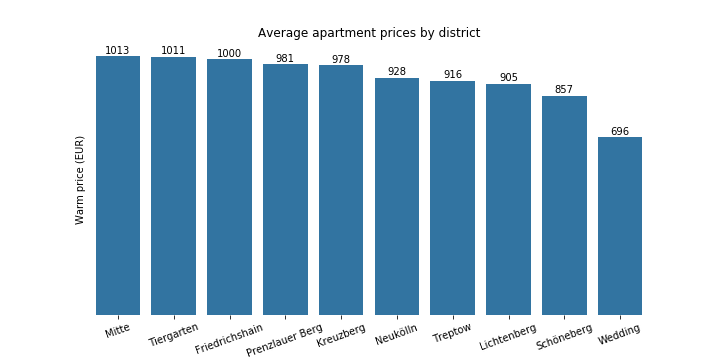 Average apartment prices by district
1013 1011 1000 981 978 928 916 905 857 696
Warm price (EUR)
Mitte Tiergarten Friedrichshain Prenzlauer Berg Kreuzberg Neukölln Treptow Lichtenberg Schöneberg Wedding